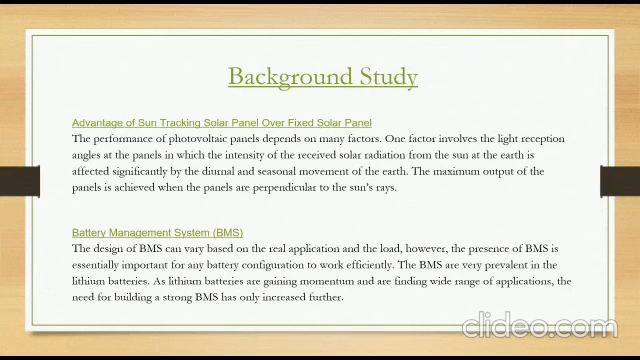 Background Study
Advantage of Sun Tracking Solar Panel Over Fixed Solar Panel
The performance of photovoltaic panels depends on many factors. One factor involves the light reception
angles at the panels in which the intensity of the received solar radiation from the sun at the earth is
affected significantly by the diurnal and seasonal movement of the earth. The maximum output of the
panels is achieved when the panels are perpendicular to the sun's rays.
Battery Management System (BMS)
The design of BMS can vary based on the real application and the load, however, the presence of BMS is
essentially important for any battery configuration to work efficiently. The BMS are very prevalent in the
lithium batteries. As lithium batteries are gaining momentum and are finding wide range of applications, the
need for building a strong BMS has only increased further.
clideo.com